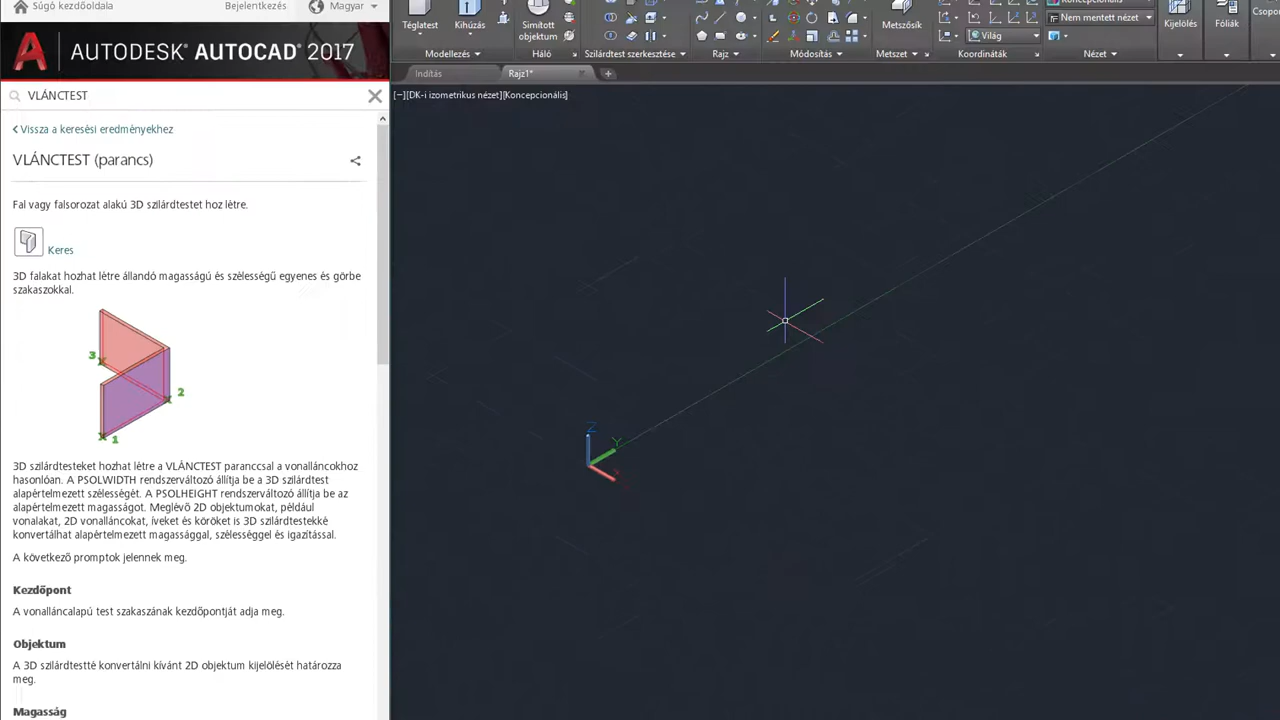 Súgó kezdőoldala
Bejelentkezés
Magyar
AUTODESK® AUTOCAD 2017
VLÁNCTEST
Vissza a keresési eredményekhez
VLÁNCTEST (parancs)
Fal vagy falsorozat alakú 3D szilárdtestet hoz létre.
Keres
3D falakat hozhat létre állandó magasságú és szélességű egyenes és görbe
szakaszokkal.
3
2
1
3D szilárdtesteket hozhat létre a VLÁNCTEST paranccsal a vonalláncokhoz
hasonlóan. A PSOLWIDTH rendszerváltozó állítja be a 3D szilárdtest
alapértelmezett szélességét. A PSOLHEIGHT rendszerváltozó állítja be az
alapértelmezett magasságot. Meglévő 2D objektumokat, például
vonalakat, 2D vonalláncokat, íveket és köröket is 3D szilárdtestekké
konvertálhat alapértelmezett magassággal, szélességgel és igazítással.
A következő promptok jelennek meg.
Kezdőpont
A vonalláncalapú test szakaszának kezdőpontját adja meg.
Objektum
A 3D szilárdtestté konvertálni kívánt 2D objektum kijelölését határozza
meg.
Magasság
Téglatest
Kihúzás
Simított
objektum
Metszősík
Koncepcionális
Nem mentett nézet
Világ
Kijelölés
Fóliák
Csopo
Modellezés
Háló
Szilárdtest szerkesztése
Rajz
Módosítás
Metszet
Koordináták
Nézet
Indítás
Rajz1*
[−][DK-i izometrikus nézet][Koncepcionális]
Z
Y
X